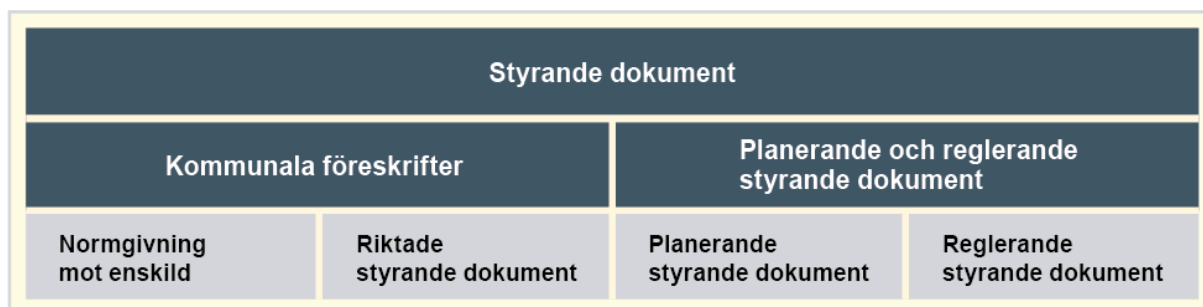 Styrande dokument
Kommunala föreskrifter
Planerande och reglerande
styrande dokument
Normgivning
mot enskild
Riktade
styrande dokument
Planerande
styrande dokument
Reglerande
styrande dokument